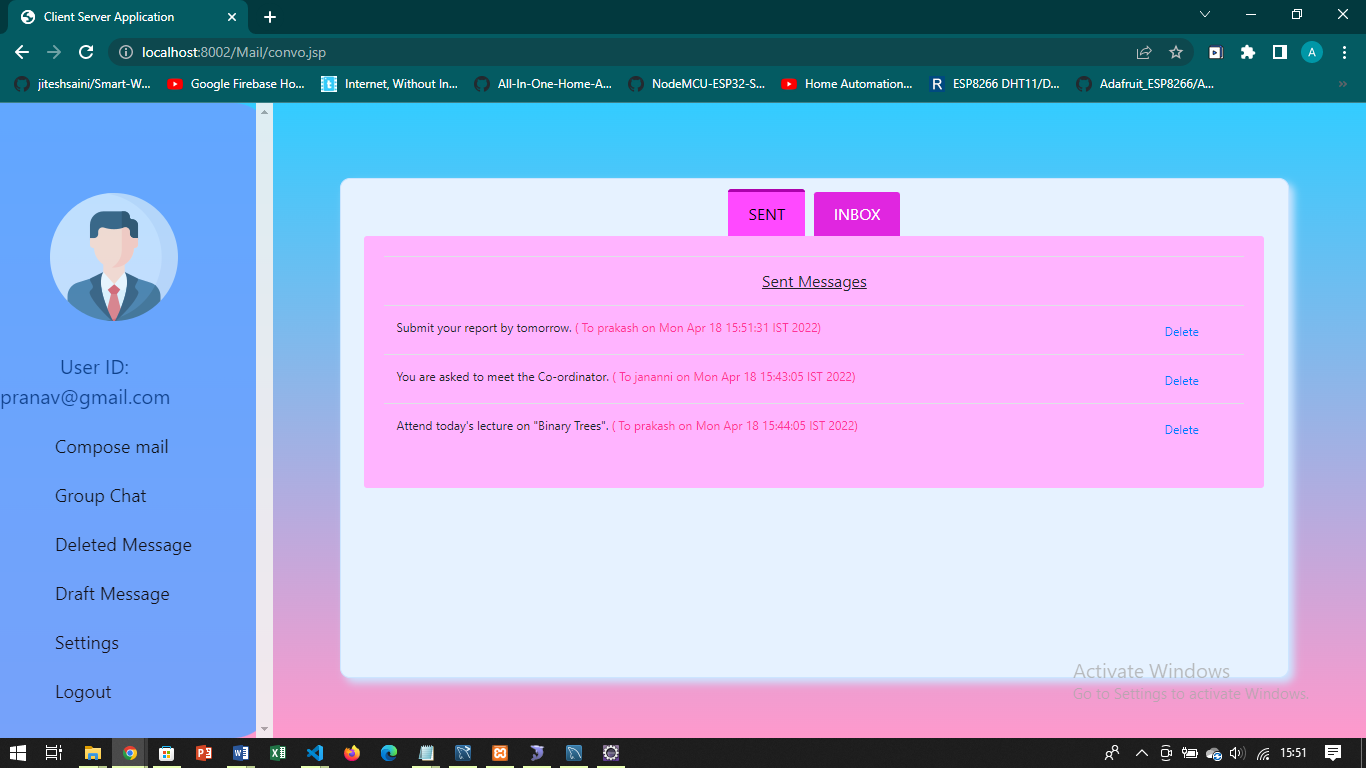 Client Server Application
localhost:8002/Mail/convo.jsp
A
jiteshsaini/Smart-W... Google Firebase Ho... Internet, Without In... All-In-One-Home-A... NodeMCU-ESP32-S... Home Automation... R ESP8266 DHT11/D... Adafruit_ESP8266/A... »
User ID:
pranav@gmail.com
Compose mail
Group Chat
Deleted Message
Draft Message
Settings
Logout
SENT INBOX
Sent Messages
Submit your report by tomorrow. ( To prakash on Mon Apr 18 15:51:31 IST 2022) Delete
You are asked to meet the Co-ordinator. ( To jananni on Mon Apr 18 15:43:05 IST 2022) Delete
Attend today's lecture on "Binary Trees". ( To prakash on Mon Apr 18 15:44:05 IST 2022) Delete
Activate Windows
Go to Settings to activate Windows.
15:51